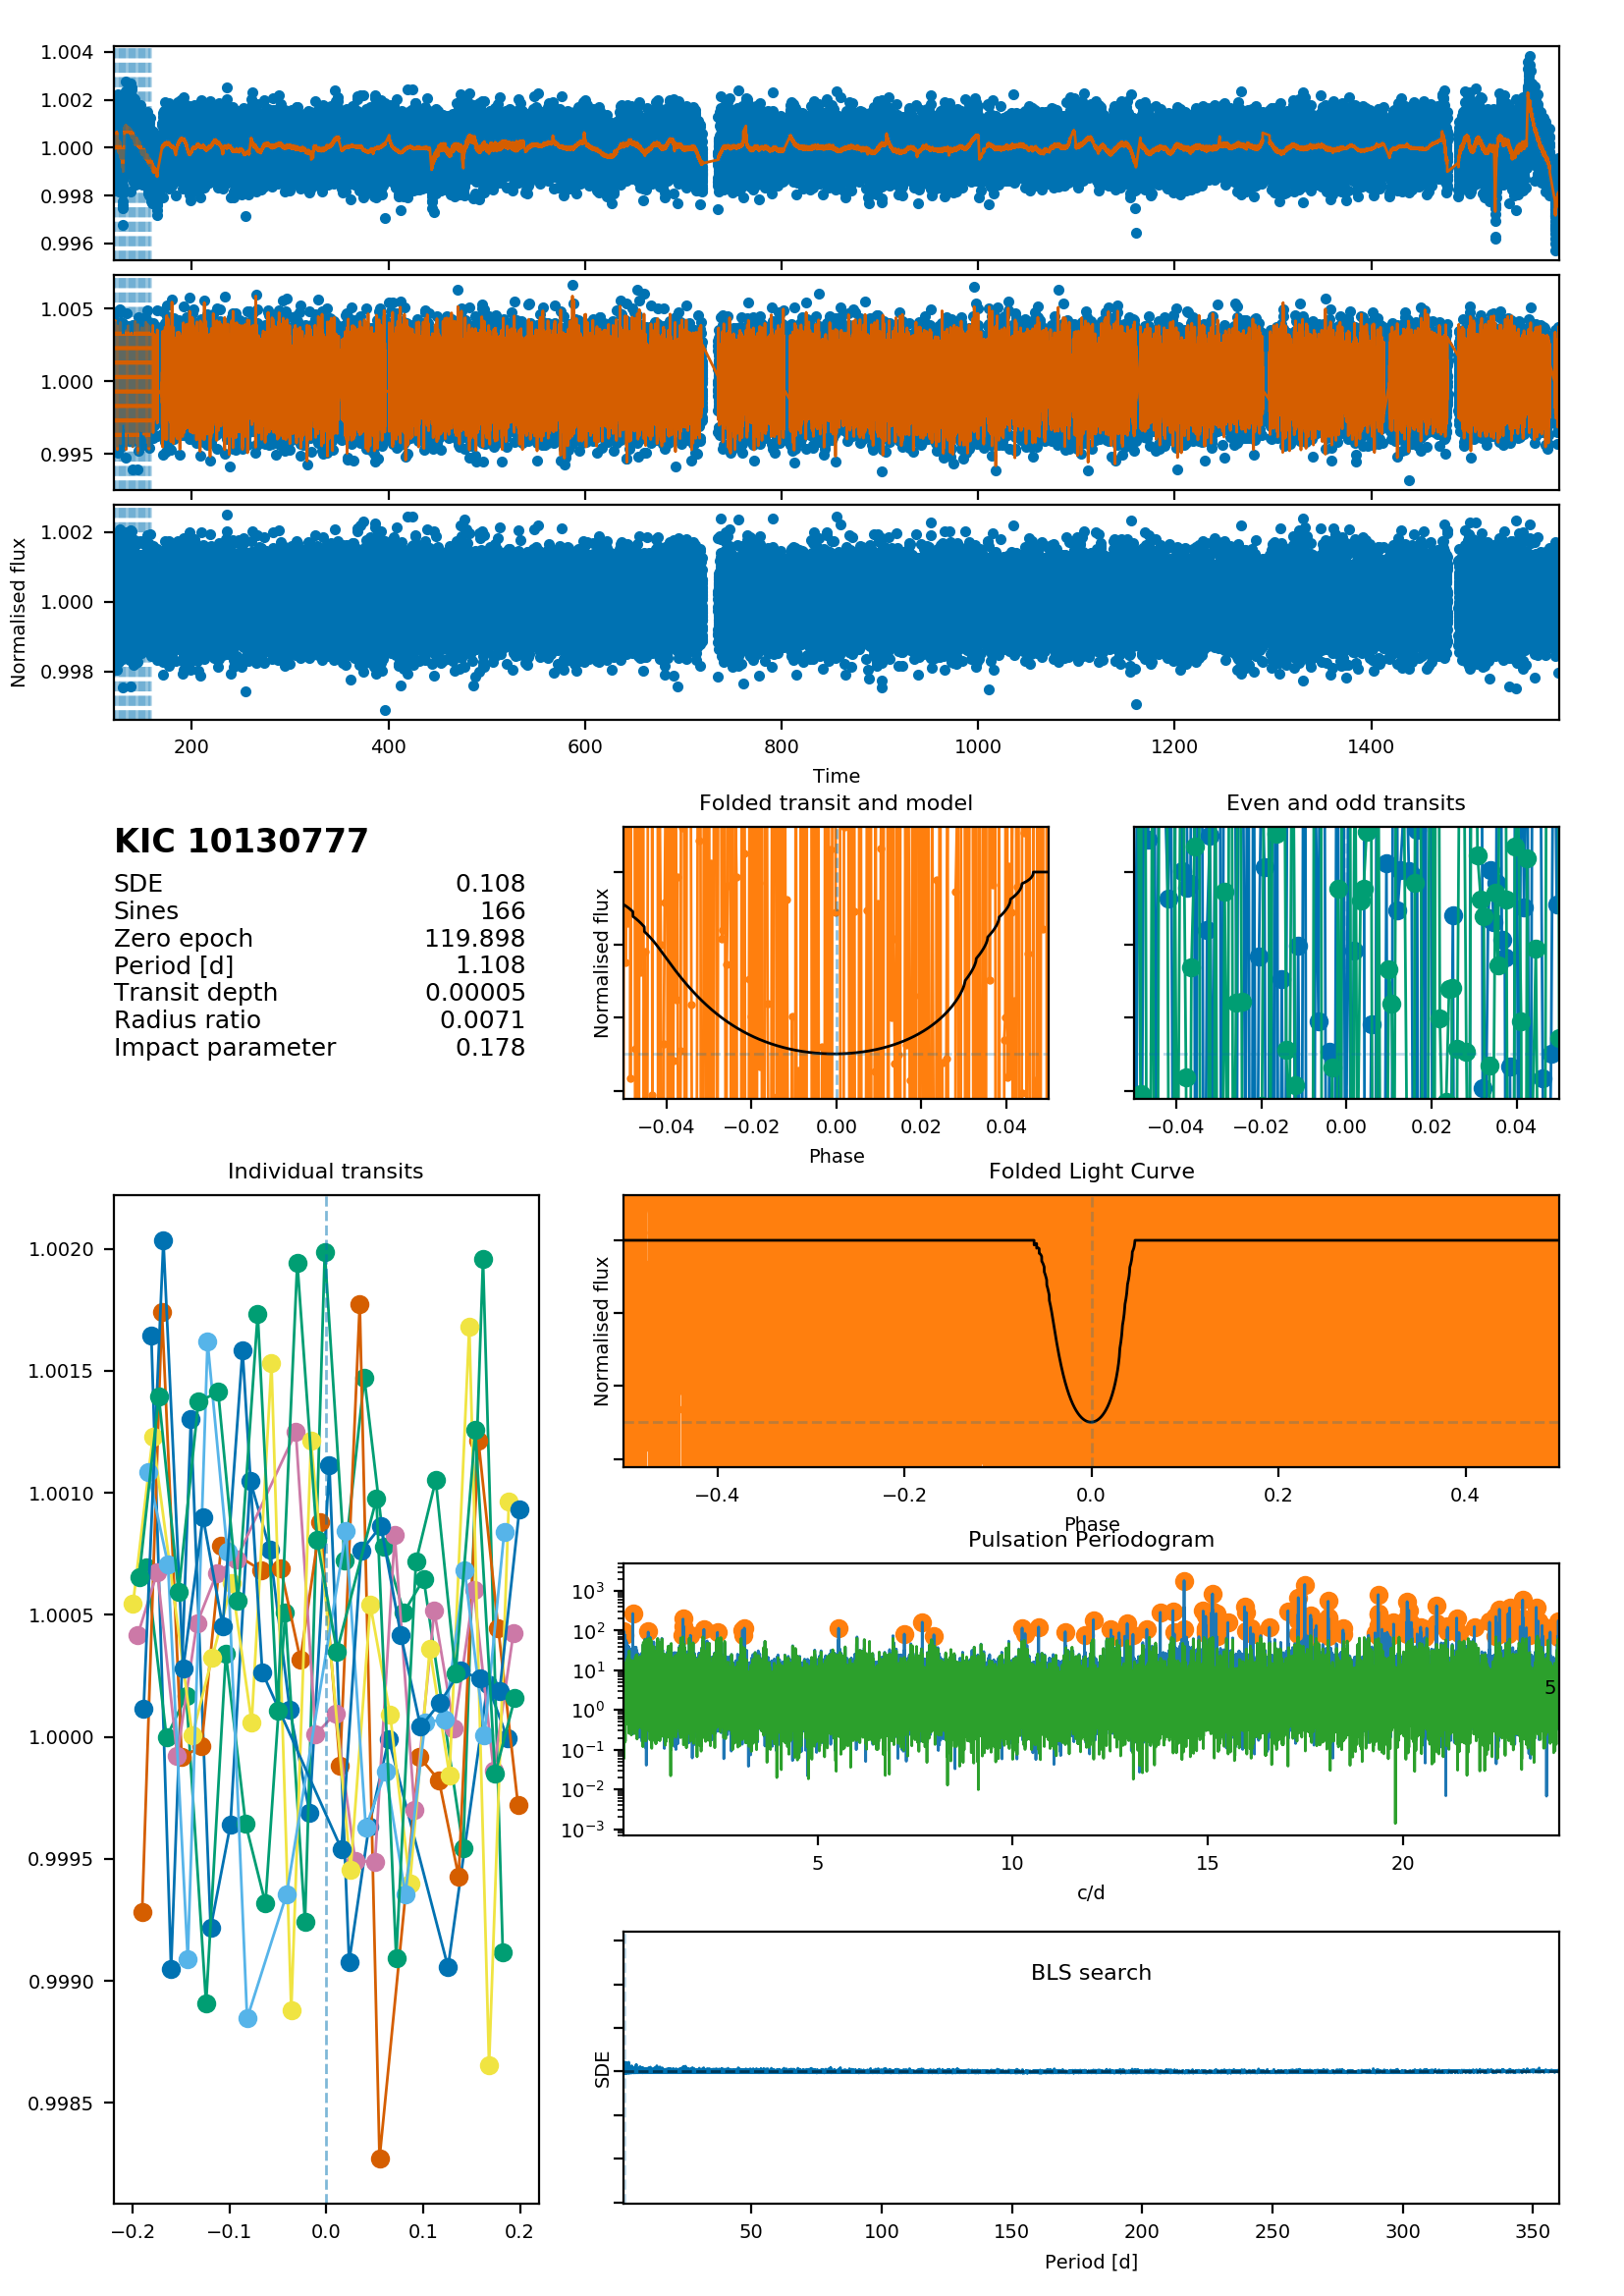 1.004
1.002
1.000
0.998
0.996
1.005
1.000
0.995
1.002
1.000
0.998
Normalised flux
200 400 600 800 1000 1200 1400
Time
KIC 10130777
SDE 0.108
Sines 166
Zero epoch 119.898
Period [d] 1.108
Transit depth 0.00005
Radius ratio 0.0071
Impact parameter 0.178
Folded transit and model
Normalised flux
−0.04 −0.02 0.00 0.02 0.04
Phase
Even and odd transits
−0.04 −0.02 0.00 0.02 0.04
Individual transits
1.0020
1.0015
1.0010
1.0005
1.0000
0.9995
0.9990
0.9985
−0.2 −0.1 0.0 0.1 0.2
Folded Light Curve
Normalised flux
−0.4 −0.2 0.0 0.2 0.4
Phase
Pulsation Periodogram
10³
10²
10¹
10⁰
10⁻¹
10⁻²
10⁻³
5
5 10 15 20
c/d
BLS search
SDE
50 100 150 200 250 300 350
Period [d]